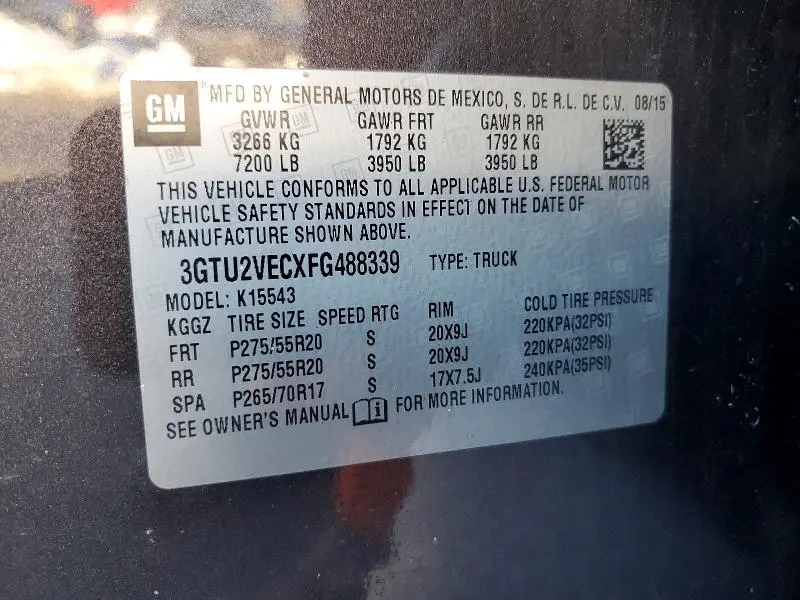 GM MFD BY GENERAL MOTORS DE MEXICO, S. DE R.L. DE C.V. 08/15
GVWR GAWR FRT GAWR RR
3266 KG 1792 KG 1792 KG
7200 LB 3950 LB 3950 LB
THIS VEHICLE CONFORMS TO ALL APPLICABLE U.S. FEDERAL MOTOR
VEHICLE SAFETY STANDARDS IN EFFECT ON THE DATE OF
MANUFACTURE SHOWN ABOVE.
3GTU2VECXFG488339 TYPE: TRUCK
MODEL: K15543
KGGZ TIRE SIZE SPEED RTG RIM COLD TIRE PRESSURE
FRT P275/55R20 S 20X9J 220KPA(32PSI)
RR P275/55R20 S 20X9J 220KPA(32PSI)
SPA P265/70R17 S 17X7.5J 240KPA(35PSI)
SEE OWNER'S MANUAL FOR MORE INFORMATION.